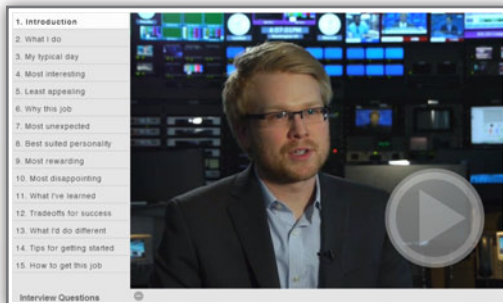 1. Introduction
2. What I do
3. My typical day
4. Most interesting
5. Least appealing
6. Why this job
7. Most unexpected
8. Best suited personality
9. Most rewarding
10. Most disappointing
11. What I've learned
12. Tradeoffs for success
13. What I'd do different
14. Tips for getting started
15. How to get this job
Interview Questions